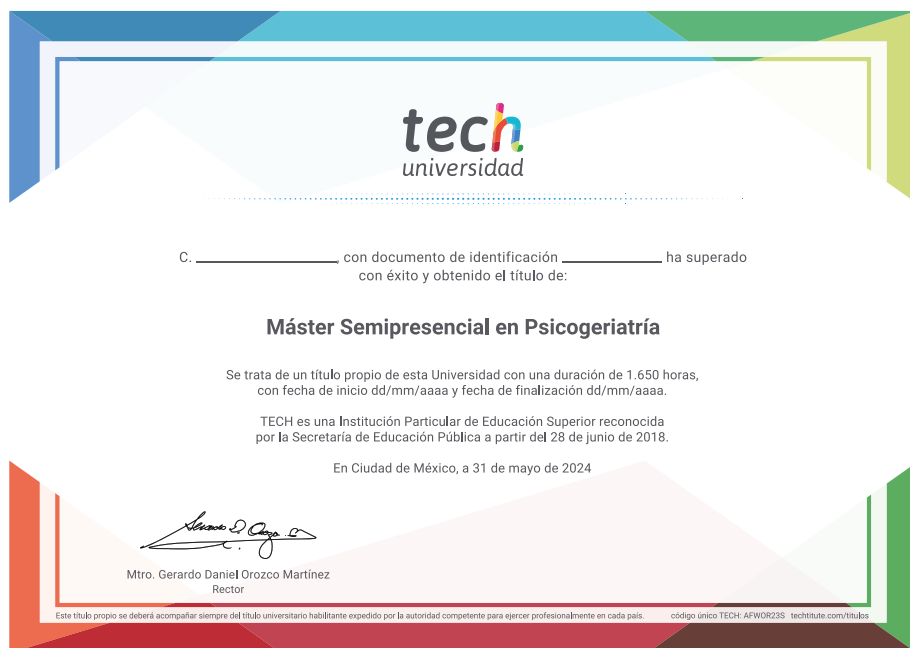 tech
universidad
C. ____________________, con documento de identificación ______________ ha superado
con éxito y obtenido el título de:
Máster Semipresencial en Psicogeriatría
Se trata de un título propio de esta Universidad con una duración de 1.650 horas,
con fecha de inicio dd/mm/aaaa y fecha de finalización dd/mm/aaaa.
TECH es una Institución Particular de Educación Superior reconocida
por la Secretaría de Educación Pública a partir del 28 de junio de 2018.
En Ciudad de México, a 31 de mayo de 2024
Mtro. Gerardo Daniel Orozco Martínez
Rector
Este título propio se deberá acompañar siempre del título universitario habilitante expedido por la autoridad competente para ejercer profesionalmente en cada país. código único TECH: AFWOR23S techtitute.com/titulos